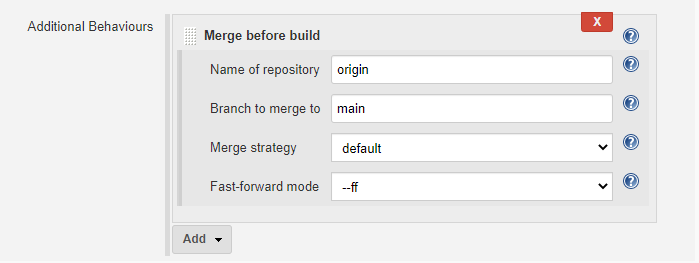 Additional Behaviours
X
Merge before build
?
Name of repository origin ?
Branch to merge to main ?
Merge strategy default ?
Fast-forward mode --ff ?
Add